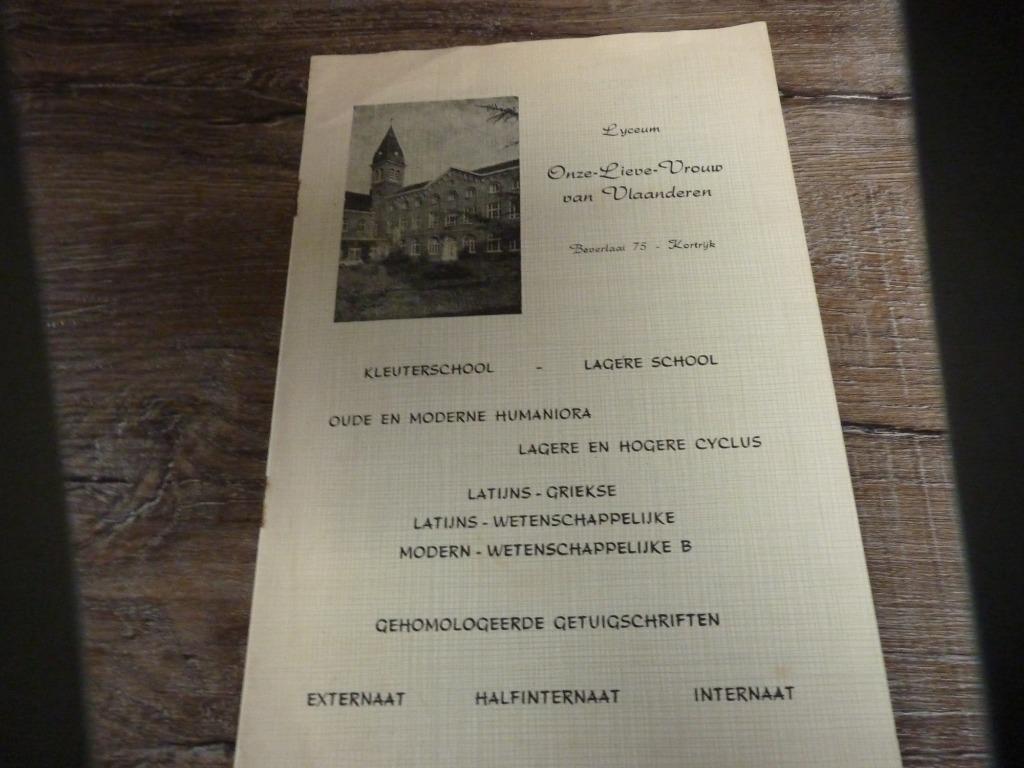 Lyceum
Onze-Lieve-Vrouw
van Vlaanderen
Beverlaai 75 - Kortrijk
KLEUTERSCHOOL - LAGERE SCHOOL
OUDE EN MODERNE HUMANIORA
LAGERE EN HOGERE CYCLUS
LATIJNS - GRIEKSE
LATIJNS - WETENSCHAPPELIJKE
MODERN - WETENSCHAPPELIJKE B
GEHOMOLOGEERDE GETUIGSCHRIFTEN
EXTERNAAT HALFINTERNAAT INTERNAAT